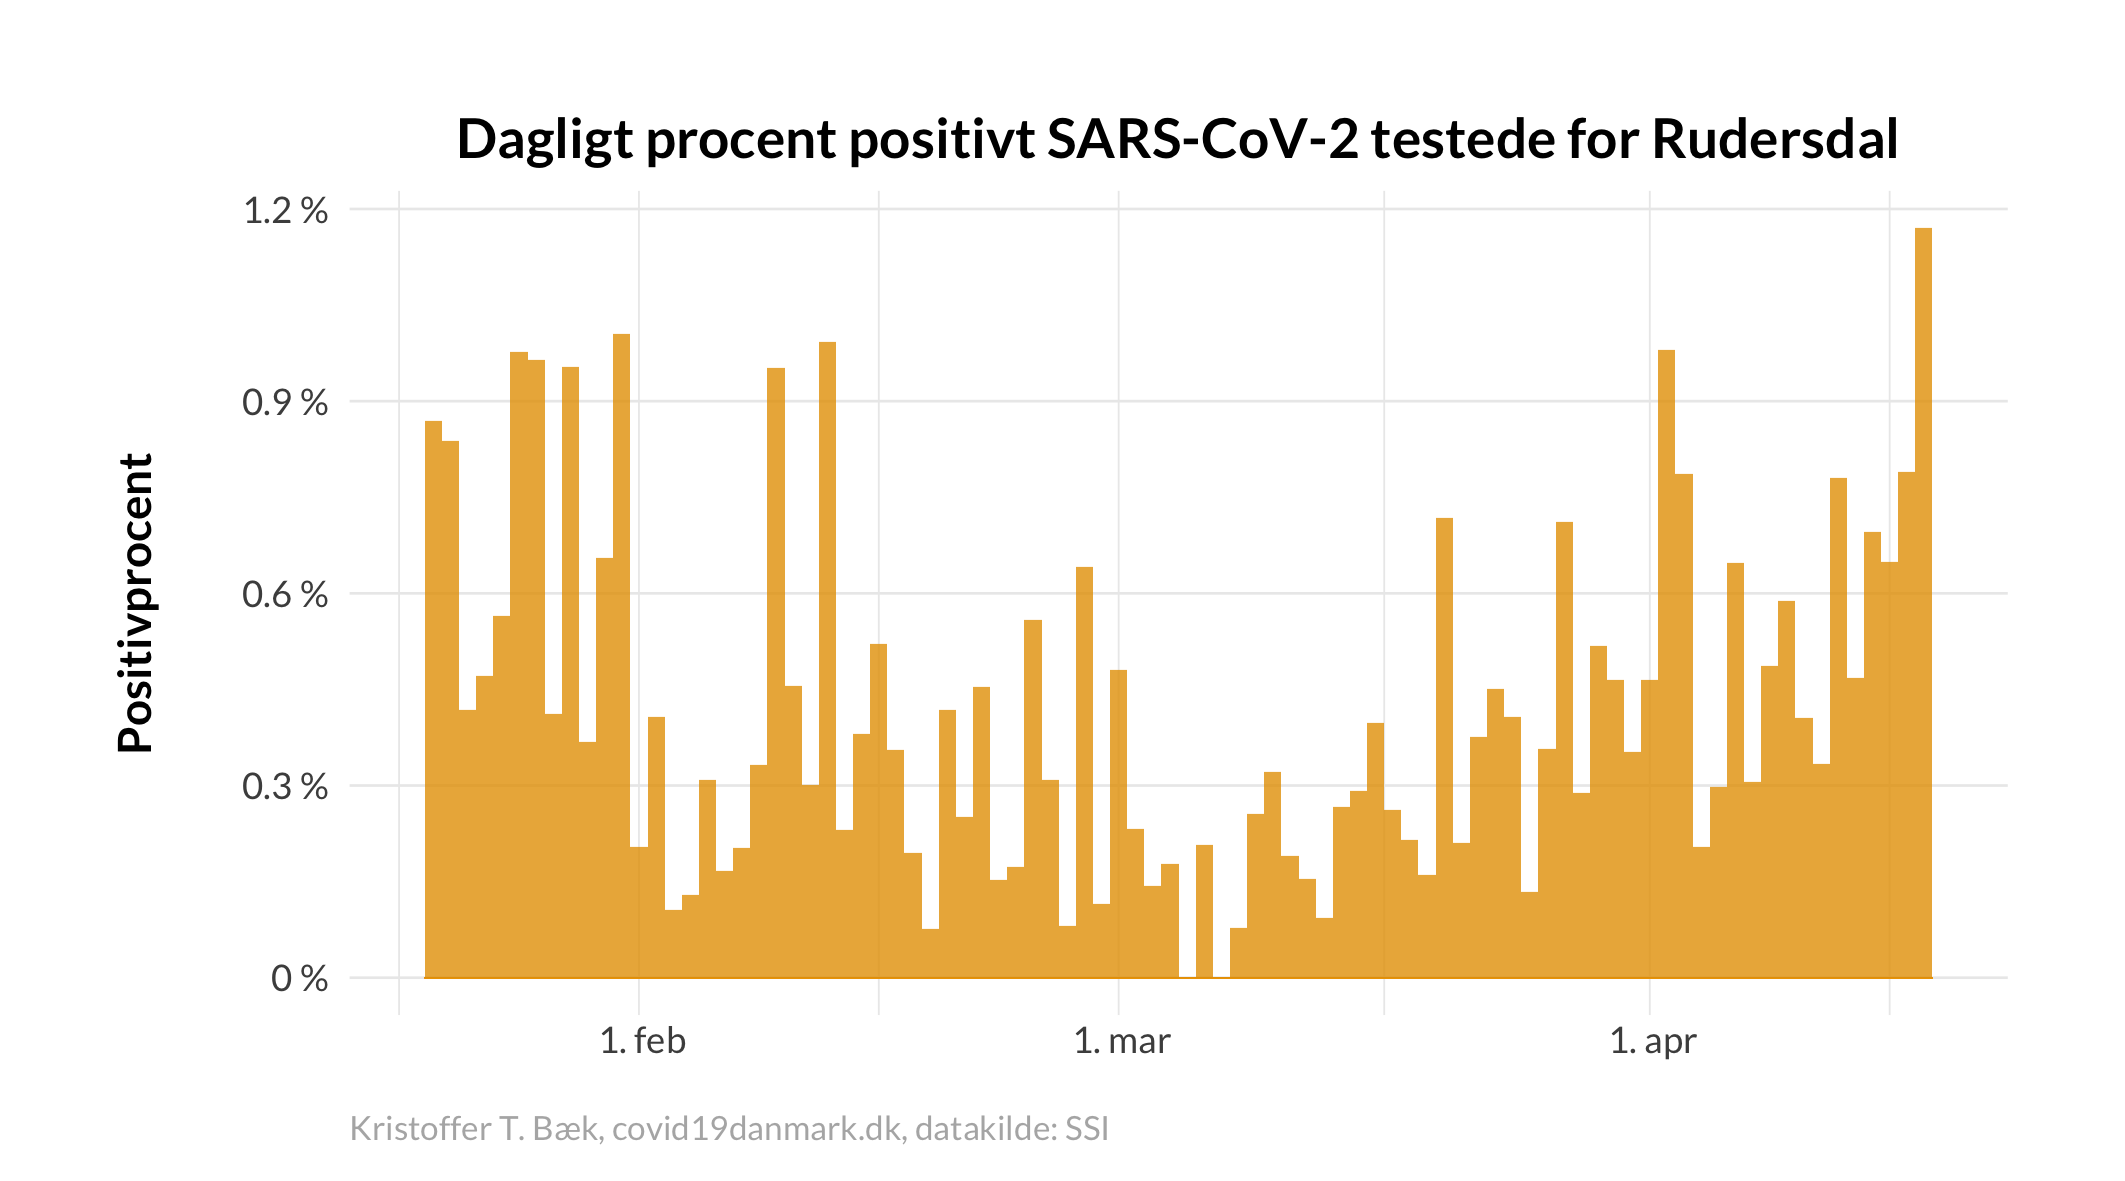 Dagligt procent positivt SARS-CoV-2 testede for Rudersdal
Positivprocent
1.2 %
0.9 %
0.6 %
0.3 %
0 %
1. feb
1. mar
1. apr
Kristoffer T. Bæk, covid19danmark.dk, datakilde: SSI